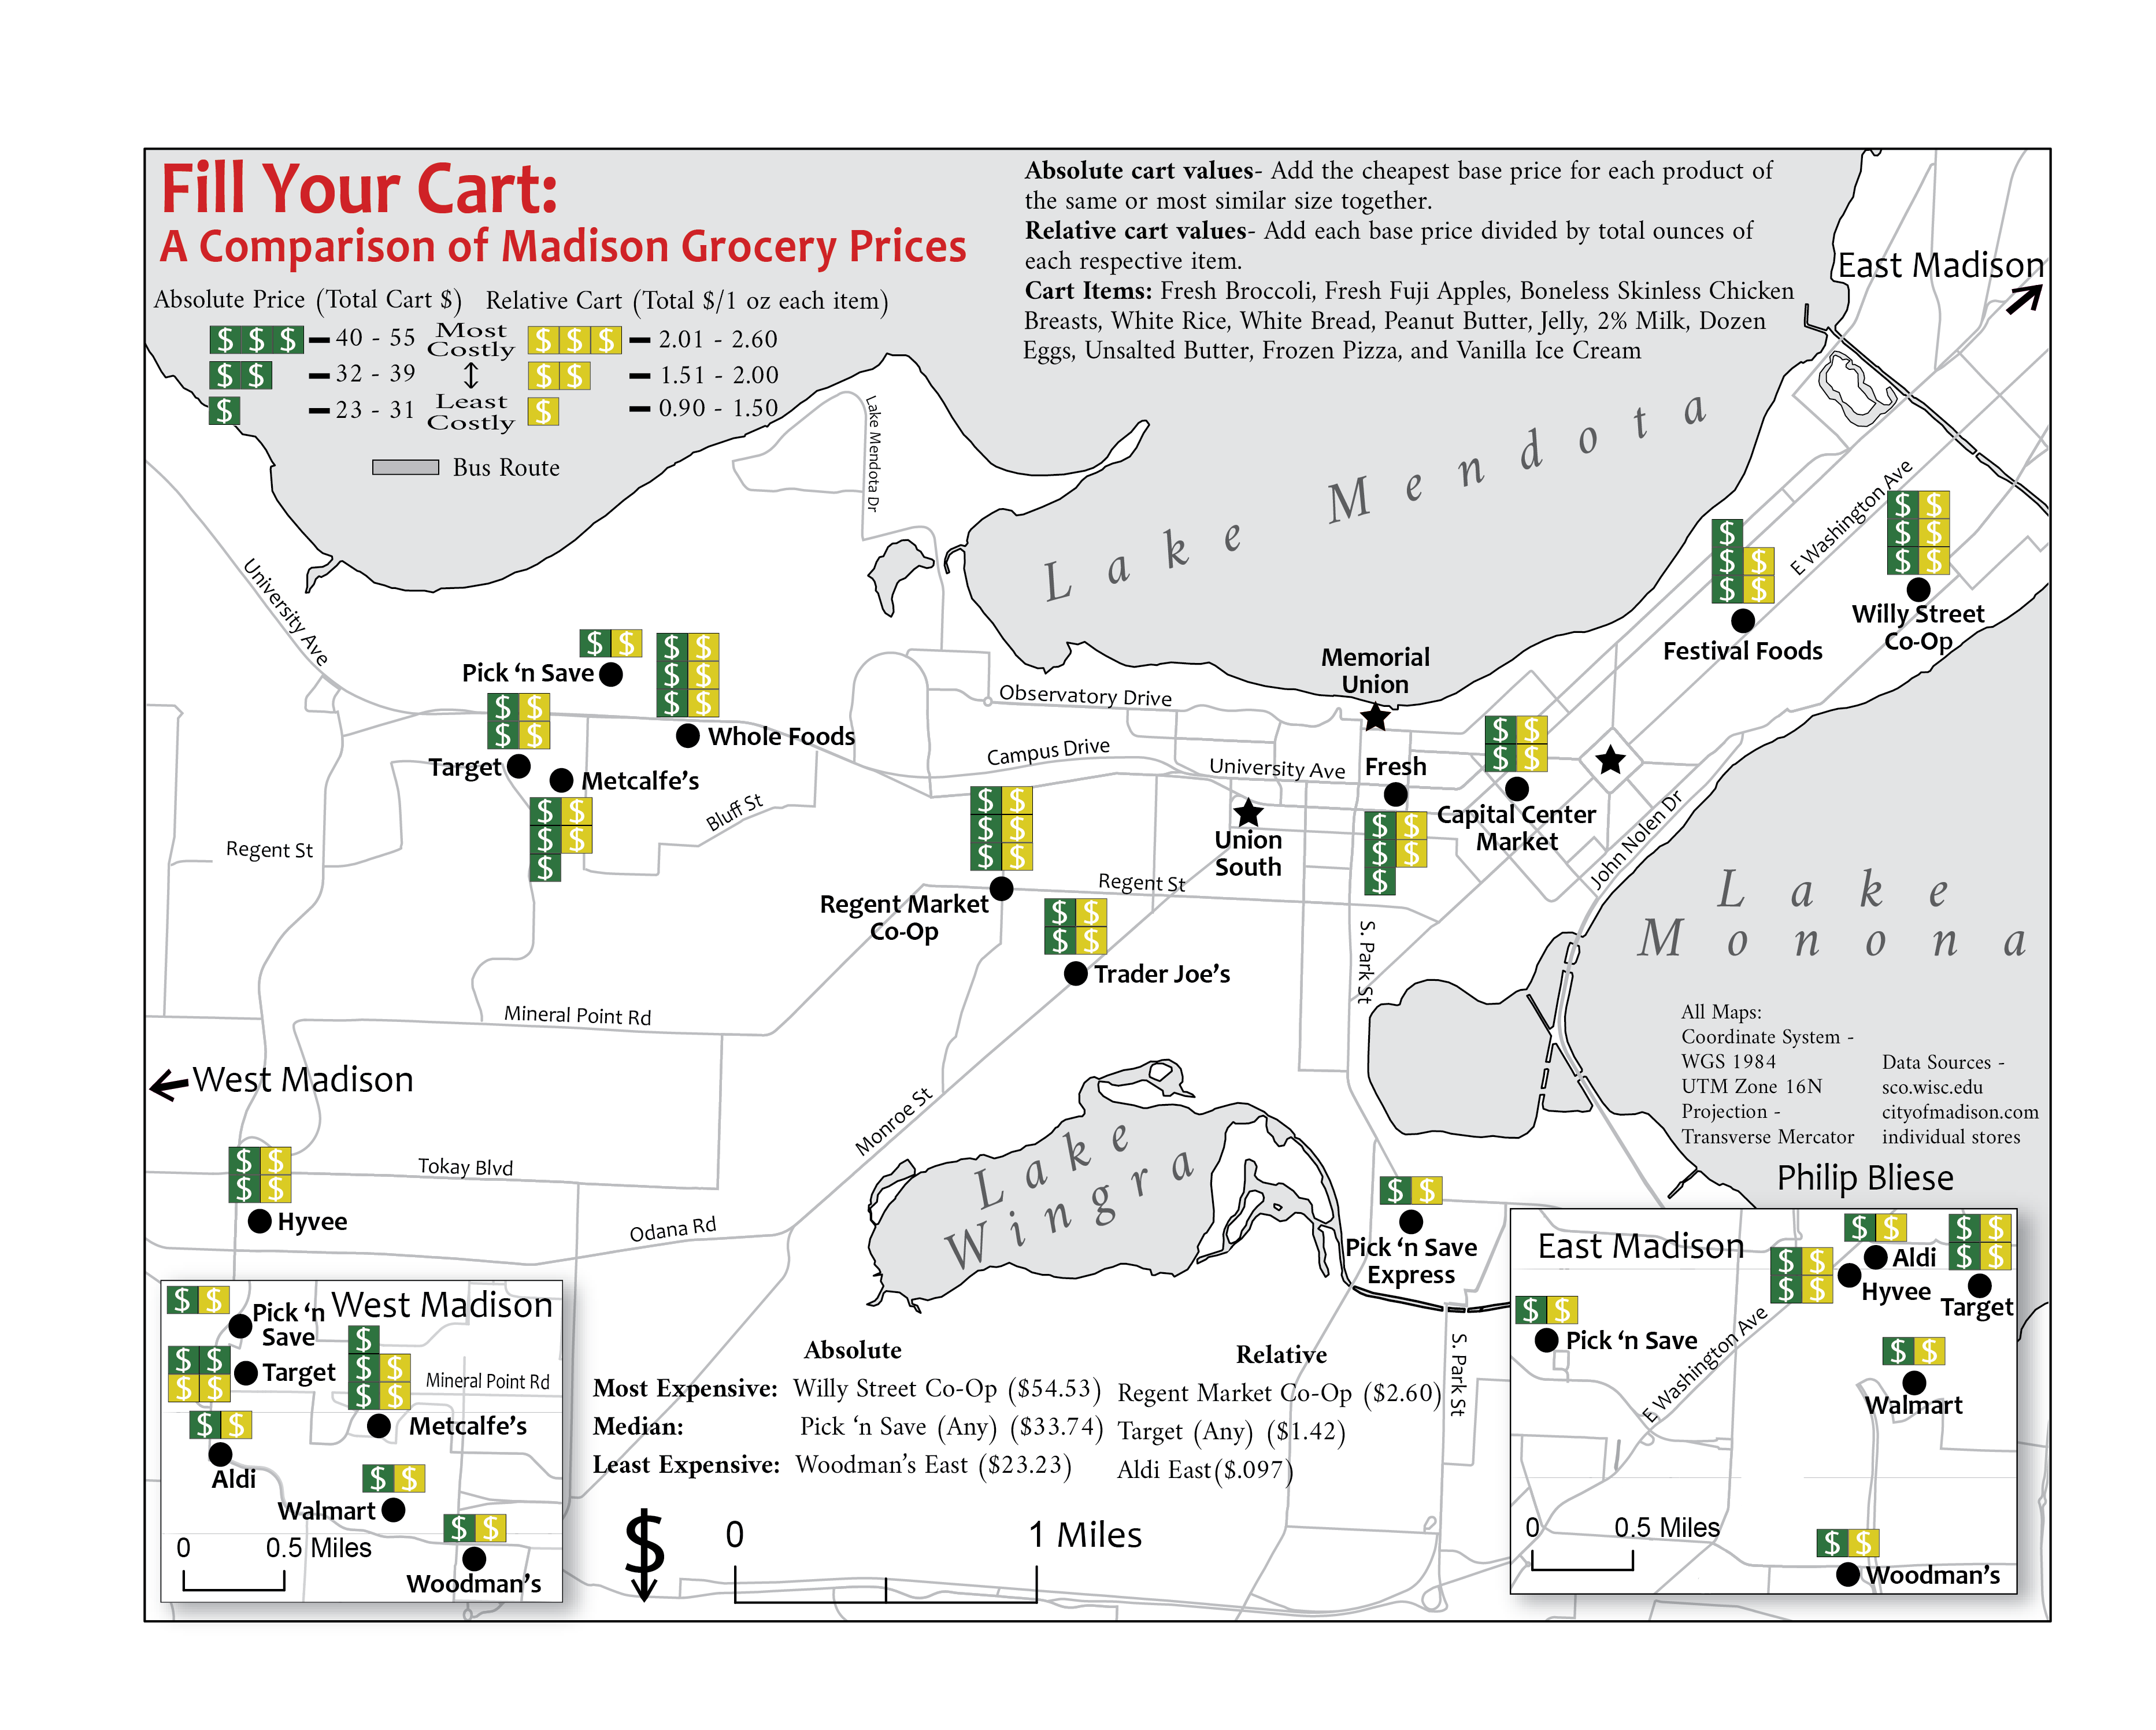 Fill Your Cart:
A Comparison of Madison Grocery Prices
Absolute Price (Total Cart $) Relative Cart (Total $/1 oz each item)
$ $ $ 40 - 55 Most Costly $ $ $ 2.01 - 2.60
$ $ 32 - 39 $ $ 1.51 - 2.00
$ 23 - 31 Least Costly $ 0.90 - 1.50
Bus Route
Absolute cart values- Add the cheapest base price for each product of
the same or most similar size together.
Relative cart values- Add each base price divided by total ounces of
each respective item.
Cart Items: Fresh Broccoli, Fresh Fuji Apples, Boneless Skinless Chicken
Breasts, White Rice, White Bread, Peanut Butter, Jelly, 2% Milk, Dozen
Eggs, Unsalted Butter, Frozen Pizza, and Vanilla Ice Cream
East Madison
Lake Mendota Dr
Lake Mendota
E Washington Ave
$ $
$ $
$ $
Willy Street
Co-Op
$
$ $
$ $
Festival Foods
University Ave
$ $
Pick ‘n Save
$ $
$ $
$ $
Whole Foods
$ $
$ $
Target
Metcalfe’s
$ $
$ $
$
Bluff St
Regent St
Observatory Drive
Campus Drive
University Ave
Memorial
Union
Union
South
Fresh
$ $
$ $
$
$ $
$ $
Capital Center
Market
John Nolen Dr
$ $
$ $
$ $
Regent Market
Co-Op
Regent St
$ $
$ $
Trader Joe’s
S. Park St
Lake
Monona
Mineral Point Rd
West Madison
Monroe St
Tokay Blvd
Odana Rd
$ $
$ $
Hyvee
Lake
Wingra
$ $
Pick ‘n Save
Express
S. Park St
All Maps:
Coordinate System -
WGS 1984
UTM Zone 16N
Projection -
Transverse Mercator
Data Sources -
sco.wisc.edu
cityofmadison.com
individual stores
Philip Bliese
West Madison
$ $
Pick ‘n
Save
$ $
$ $
Target
$
$ $
$ $
Metcalfe’s
Mineral Point Rd
$ $
Aldi
$ $
Walmart
$ $
Woodman’s
0 0.5 Miles
Absolute Relative
Most Expensive: Willy Street Co-Op ($54.53) Regent Market Co-Op ($2.60)
Median: Pick ‘n Save (Any) ($33.74) Target (Any) ($1.42)
Least Expensive: Woodman’s East ($23.23) Aldi East($.097)
$
0 1 Miles
East Madison
$ $
Pick ‘n Save
$ $
$ $
Hyvee
$ $
Aldi
$ $
$ $
Target
E Washington Ave
$ $
Walmart
$ $
Woodman’s
0 0.5 Miles